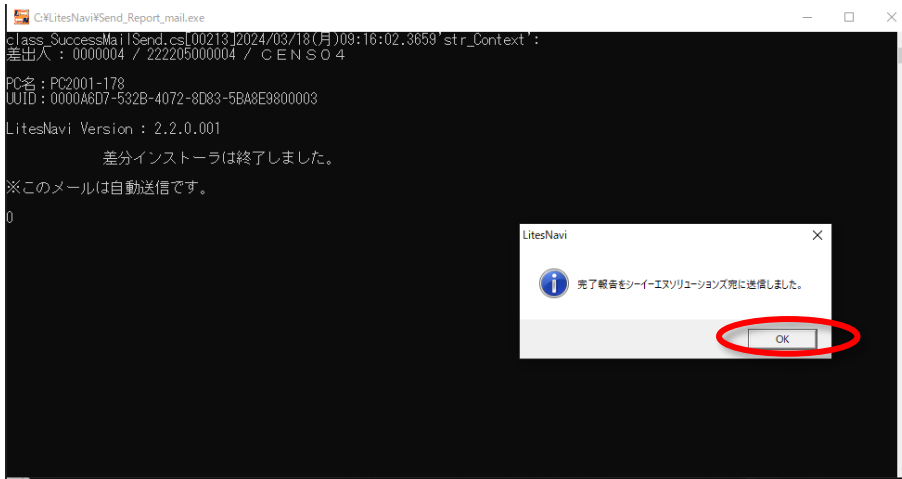 C:¥LitesNavi¥Send_Report_mail.exe
class_SuccessMailSend.cs[00213]2024/03/18(月)09:16:02.3659'str_Context':
差出人 : 0000004 / 222205000004 / ＣＥＮＳＯ４
PC名 : PC2001-178
UUID : 0000A6D7-532B-4072-8D83-5BA8E9800003
LitesNavi Version : 2.2.0.001
差分インストーラは終了しました。
※このメールは自動送信です。
0
LitesNavi
完了報告をシーイーエヌソリューションズ宛に送信しました。
OK